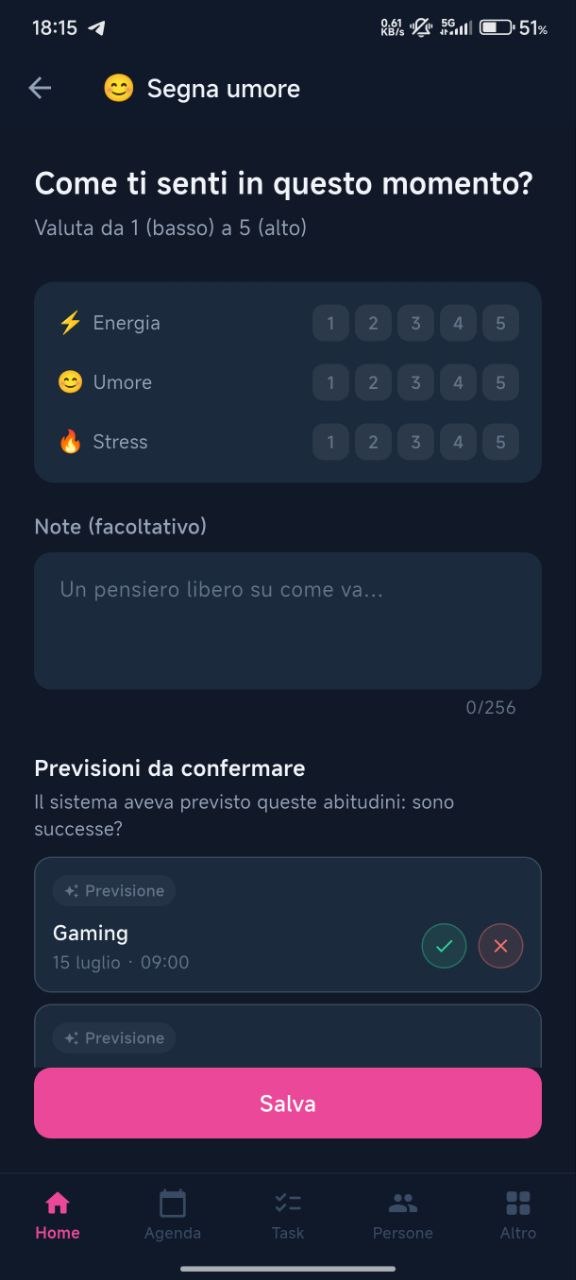 18:15 0,61 KB/s 5G 51%
😊 Segna umore
Come ti senti in questo momento?
Valuta da 1 (basso) a 5 (alto)
⚡ Energia 1 2 3 4 5
😊 Umore 1 2 3 4 5
🔥 Stress 1 2 3 4 5
Note (facoltativo)
Un pensiero libero su come va...
0/256
Previsioni da confermare
Il sistema aveva previsto queste abitudini: sono
successe?
Previsione
Gaming
15 luglio · 09:00
Previsione
Salva
Home Agenda Task Persone Altro